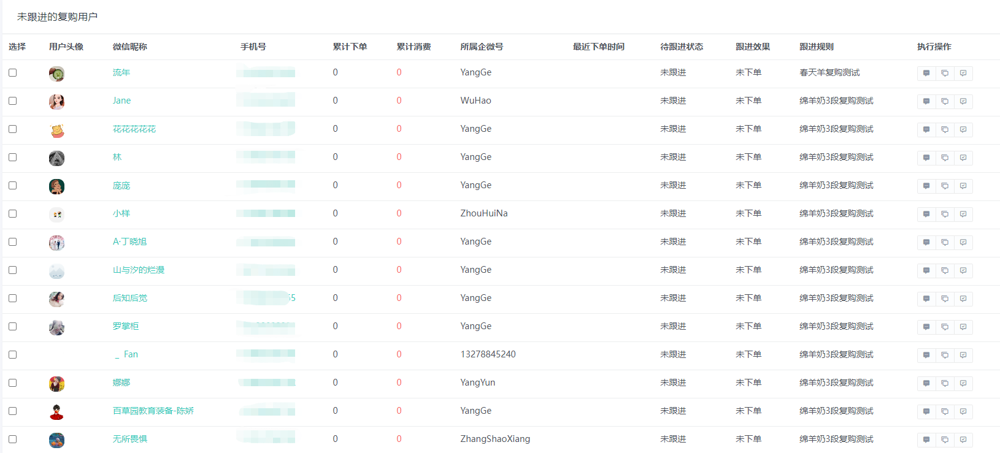 未跟进的复购用户
选择 用户头像 微信昵称 手机号 累计下单 累计消费 所属企微号 最近下单时间 待跟进状态 跟进效果 跟进规则 执行操作
流年 0 0 YangGe 未跟进 未下单 春天羊复购测试
Jane 0 0 WuHao 未跟进 未下单 绵羊奶3段复购测试
花花花花花 0 0 YangGe 未跟进 未下单 绵羊奶3段复购测试
林 0 0 YangGe 未跟进 未下单 绵羊奶3段复购测试
庞庞 0 0 YangGe 未跟进 未下单 绵羊奶3段复购测试
小样 0 0 ZhouHuiNa 未跟进 未下单 绵羊奶3段复购测试
A·丁晓旭 0 0 YangGe 未跟进 未下单 绵羊奶3段复购测试
山与汐的烂漫 0 0 YangGe 未跟进 未下单 绵羊奶3段复购测试
后知后觉 0 0 YangGe 未跟进 未下单 绵羊奶3段复购测试
罗掌柜 0 0 YangGe 未跟进 未下单 绵羊奶3段复购测试
_ Fan 0 0 13278845240 未跟进 未下单 绵羊奶3段复购测试
娜娜 0 0 YangYun 未跟进 未下单 绵羊奶3段复购测试
百草园教育装备-陈娇 0 0 YangGe 未跟进 未下单 绵羊奶3段复购测试
无所畏惧 0 0 ZhangShaoXiang 未跟进 未下单 绵羊奶3段复购测试